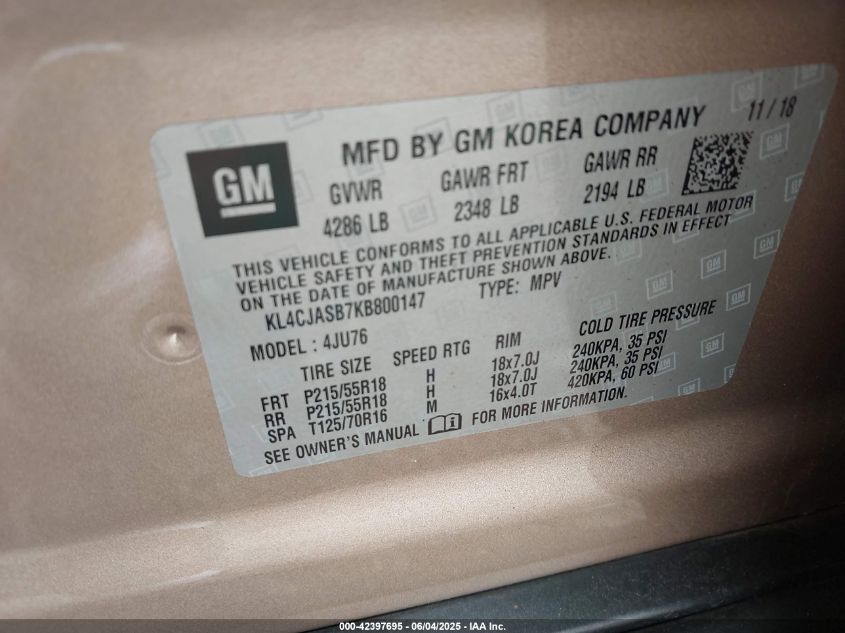 MFD BY GM KOREA COMPANY 11 / 18
GM
GVWR GAWR FRT GAWR RR
4286 LB 2348 LB 2194 LB
THIS VEHICLE CONFORMS TO ALL APPLICABLE U.S. FEDERAL MOTOR
VEHICLE SAFETY AND THEFT PREVENTION STANDARDS IN EFFECT
ON THE DATE OF MANUFACTURE SHOWN ABOVE.
KL4CJASB7KB800147 TYPE: MPV
MODEL : 4JU76
TIRE SIZE SPEED RTG RIM COLD TIRE PRESSURE
FRT P215/55R18 H 18x7.0J 240KPA, 35 PSI
RR P215/55R18 H 18x7.0J 240KPA, 35 PSI
SPA T125/70R16 M 16x4.0T 420KPA, 60 PSI
SEE OWNER'S MANUAL FOR MORE INFORMATION.
000-42397695 - 06/04/2025 - IAA Inc.